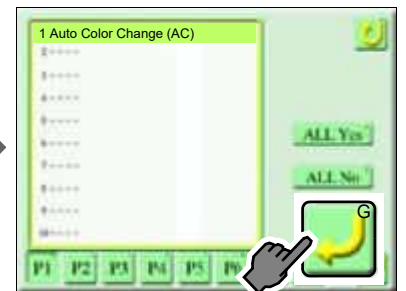 1 Auto Color Change (AC)
2-----
3-----
4-----
5-----
6-----
7-----
8-----
9-----
10-----
ALL Yes
ALL No
G
P1 P2 P3 P4 P5 P6